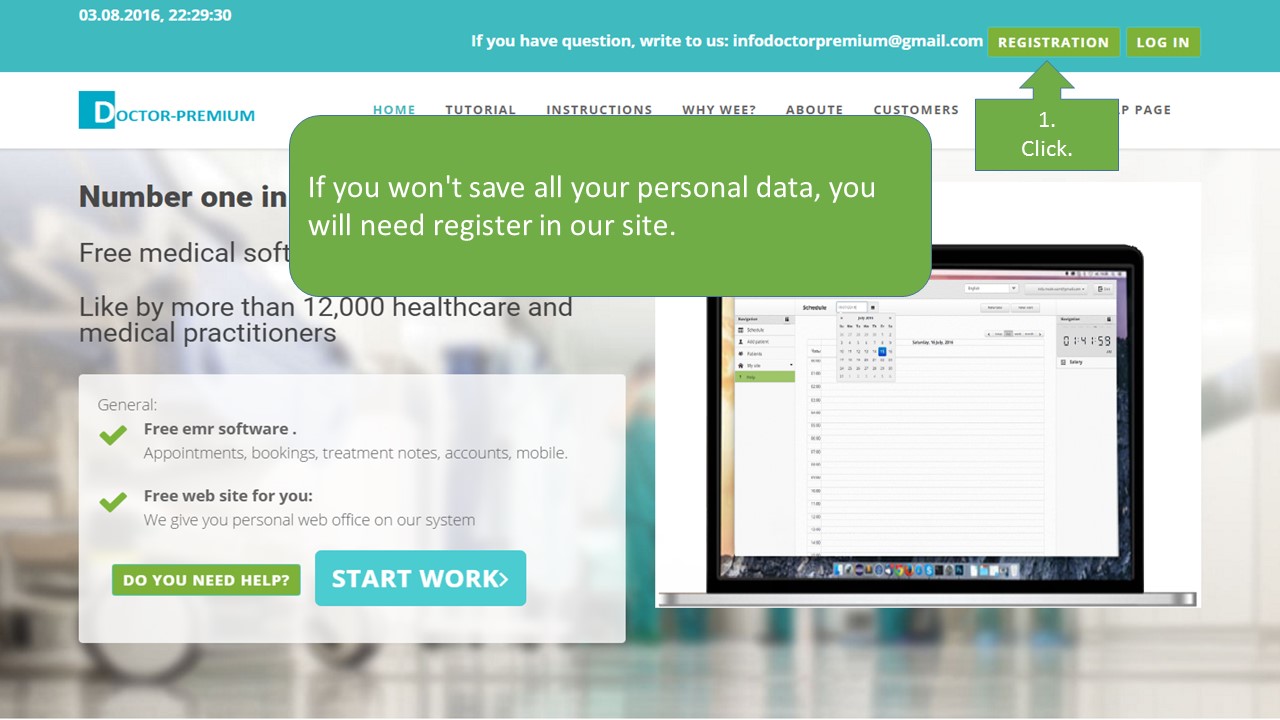 03.08.2016, 22:29:30
If you have question, write to us: infodoctorpremium@gmail.com REGISTRATION LOG IN
DOCTOR-PREMIUM
HOME TUTORIAL INSTRUCTIONS WHY WEE? ABOUTE CUSTOMERS PAGE
1.
Click.
If you won't save all your personal data, you
will need register in our site.
Number one in
Free medical soft
Like by more than 12,000 healthcare and
medical practitioners
General:
Free emr software .
Appointments, bookings, treatment notes, accounts, mobile.
Free web site for you:
We give you personal web office on our system
DO YOU NEED HELP? START WORK
English
Schedule
Navigation
Schedule
Add patient
Patients
My site
July 2016
Saturday, 16 July, 2016
Navigation
01:41:59
Salary